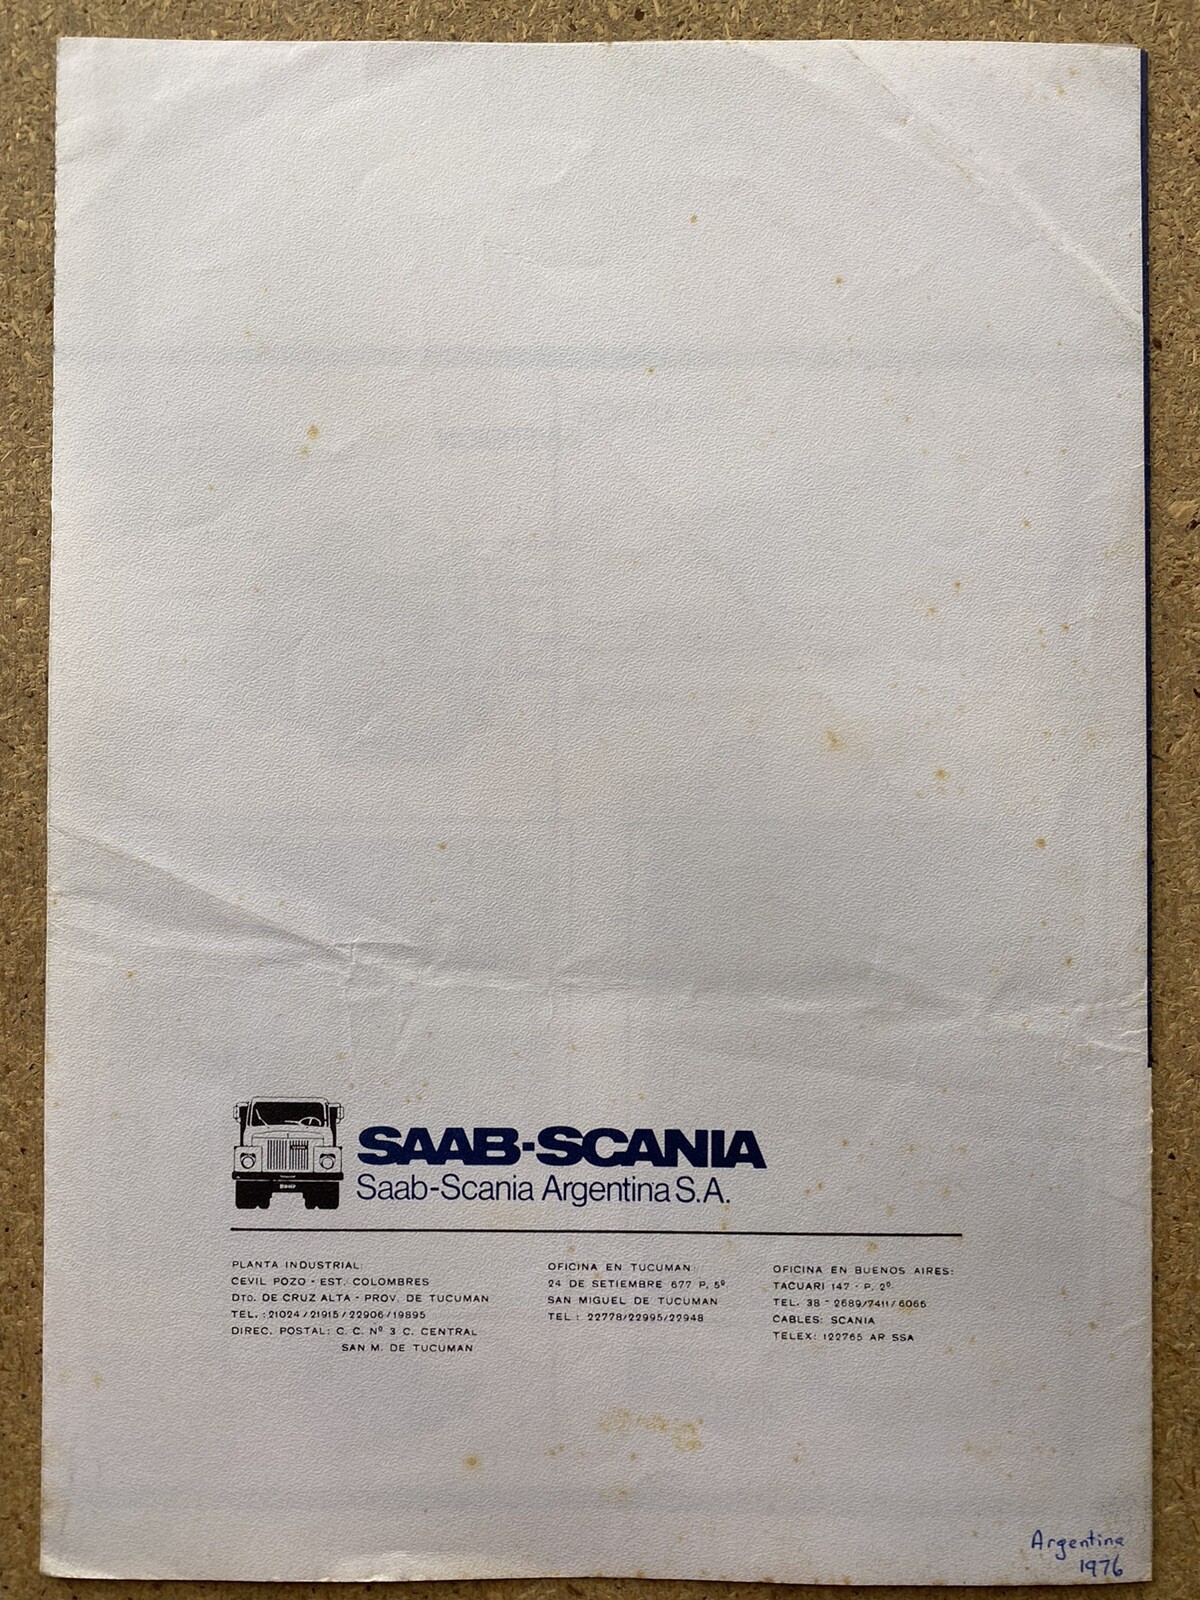 SAAB-SCANIA
Saab-Scania Argentina S.A.
PLANTA INDUSTRIAL:
CEVIL POZO - EST. COLOMBRES
DTO. DE CRUZ ALTA - PROV. DE TUCUMAN
TEL. : 21024 / 21915 / 22906 / 19895
DIREC. POSTAL: C. C. Nº 3 C. CENTRAL
SAN M. DE TUCUMAN
OFICINA EN TUCUMAN:
24 DE SETIEMBRE 677 P. 5º
SAN MIGUEL DE TUCUMAN
TEL : 22778/22995/22948
OFICINA EN BUENOS AIRES:
TACUARI 147 - P. 2º
TEL. 38 - 2689/7411/6065
CABLES: SCANIA
TELEX: 122765 AR SSA
Argentina
1976